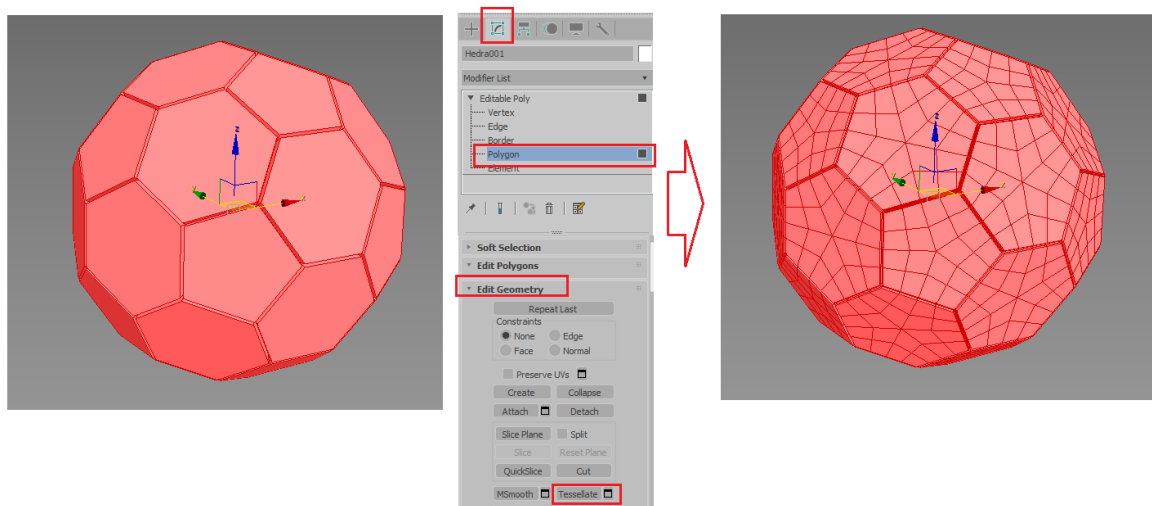 Hedra001
Modifier List
Editable Poly
Vertex
Edge
Border
Polygon
Element
Soft Selection
Edit Polygons
Edit Geometry
Repeat Last
Constraints
None Edge
Face Normal
Preserve UVs
Create Collapse
Attach Detach
Slice Plane Split
Slice Reset Plane
QuickSlice Cut
MSmooth Tessellate
z
y
x
z
y
x